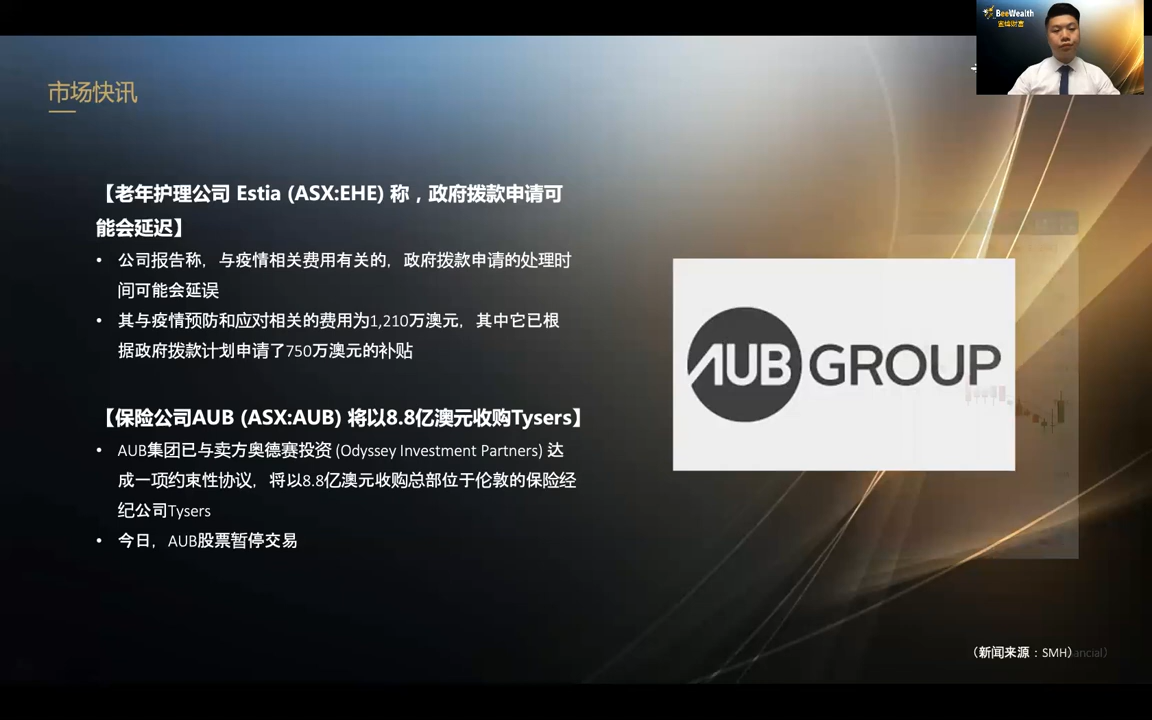 BeeWealth
蜜蜂财富
市场快讯
【老年护理公司 Estia (ASX:EHE) 称，政府拨款申请可
能会延迟】
• 公司报告称，与疫情相关费用有关的，政府拨款申请的处理时
间可能会延误
• 其与疫情预防和应对相关的费用为1,210万澳元，其中它已根
据政府拨款计划申请了750万澳元的补贴
【保险公司AUB (ASX:AUB) 将以8.8亿澳元收购Tysers】
• AUB集团已与卖方奥德赛投资 (Odyssey Investment Partners) 达
成一项约束性协议，将以8.8亿澳元收购总部位于伦敦的保险经
纪公司Tysers
• 今日，AUB股票暂停交易
AUB GROUP
（新闻来源：SMH）ancial）